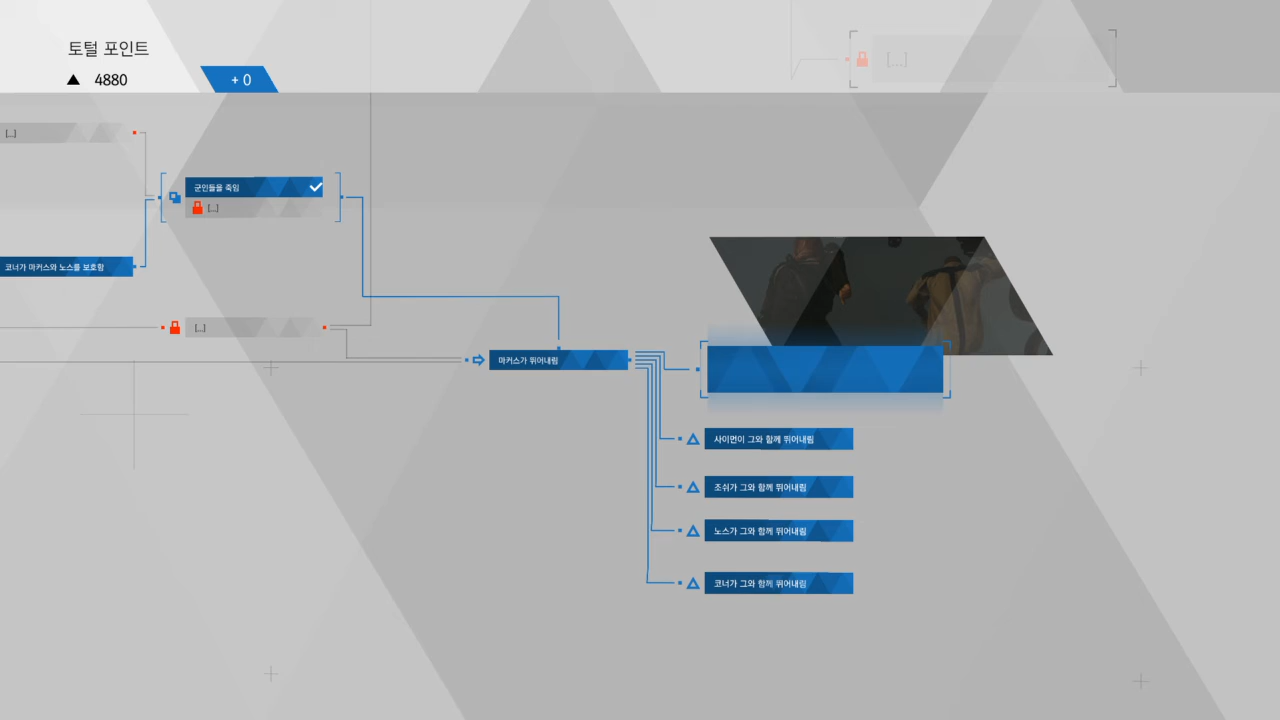 토털 포인트
▲ 4880
+ 0
[...]
[...]
군인들을 죽임
[...]
코너가 마커스와 노스를 보호함
[...]
마커스가 뛰어내림
사이먼이 그와 함께 뛰어내림
조쉬가 그와 함께 뛰어내림
노스가 그와 함께 뛰어내림
코너가 그와 함께 뛰어내림